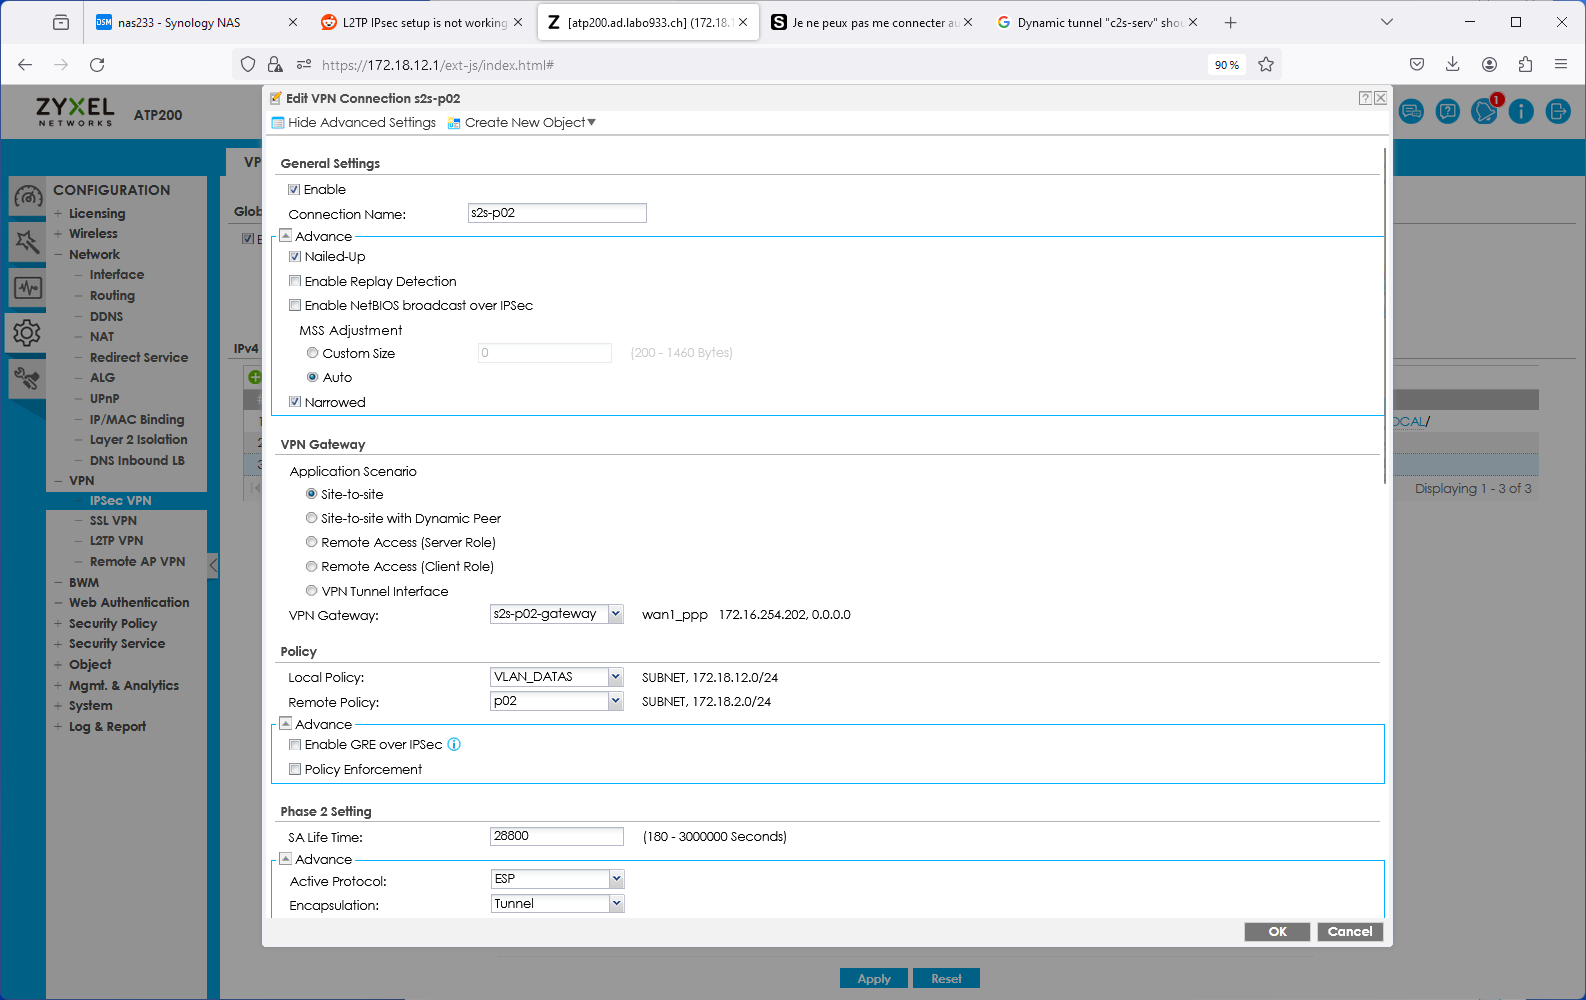 nas233 - Synology NAS
L2TP IPsec setup is not working
[atp200.ad.labo933.ch] (172.18.1
Je ne peux pas me connecter au
Dynamic tunnel "c2s-serv" shou
https://172.18.12.1/ext-js/index.html#
90 %
ZYXEL
NETWORKS
ATP200
1
VP
CONFIGURATION
Licensing
Wireless
Network
Interface
Routing
DDNS
NAT
Redirect Service
ALG
UPnP
IP/MAC Binding
Layer 2 Isolation
DNS Inbound LB
VPN
IPSec VPN
SSL VPN
L2TP VPN
Remote AP VPN
BWM
Web Authentication
Security Policy
Security Service
Object
Mgmt. & Analytics
System
Log & Report
Glob
E
IPv4
#
1
2
3
OCAL/
Displaying 1 - 3 of 3
Edit VPN Connection s2s-p02
Hide Advanced Settings
Create New Object
General Settings
Enable
Connection Name: s2s-p02
Advance
Nailed-Up
Enable Replay Detection
Enable NetBIOS broadcast over IPSec
MSS Adjustment
Custom Size 0 (200 - 1460 Bytes)
Auto
Narrowed
VPN Gateway
Application Scenario
Site-to-site
Site-to-site with Dynamic Peer
Remote Access (Server Role)
Remote Access (Client Role)
VPN Tunnel Interface
VPN Gateway: s2s-p02-gateway wan1_ppp 172.16.254.202, 0.0.0.0
Policy
Local Policy: VLAN_DATAS SUBNET, 172.18.12.0/24
Remote Policy: p02 SUBNET, 172.18.2.0/24
Advance
Enable GRE over IPSec
Policy Enforcement
Phase 2 Setting
SA Life Time: 28800 (180 - 3000000 Seconds)
Advance
Active Protocol: ESP
Encapsulation: Tunnel
OK
Cancel
Apply
Reset